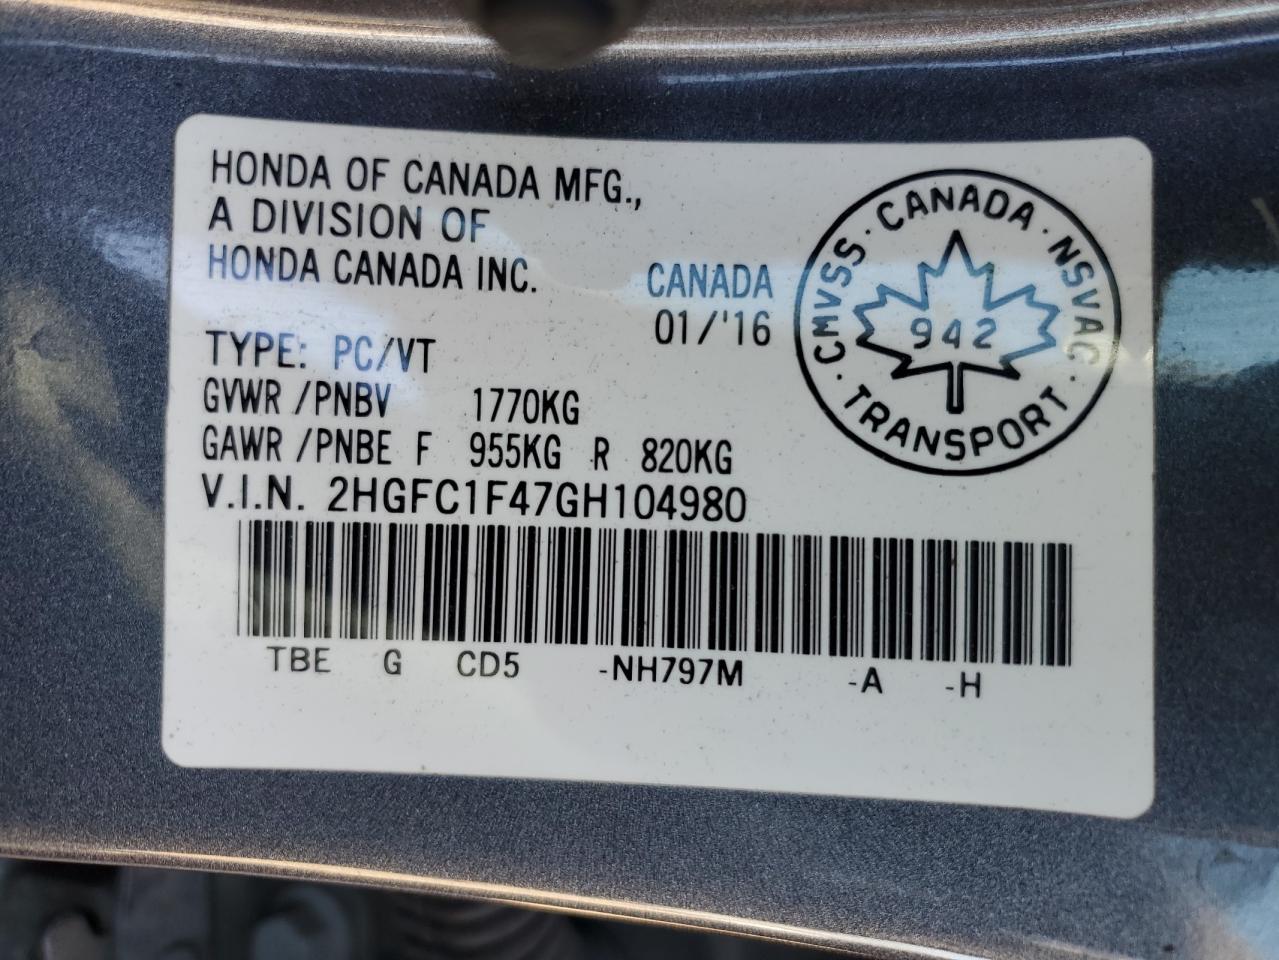 HONDA OF CANADA MFG.,
A DIVISION OF
HONDA CANADA INC.
CANADA
01/'16
TYPE: PC/VT
GVWR /PNBV 1770KG
GAWR /PNBE F 955KG R 820KG
V.I.N. 2HGFC1F47GH104980
TBE G CD5 -NH797M -A -H
CMVSS · CANADA · NSVAC · TRANSPORT ·
942